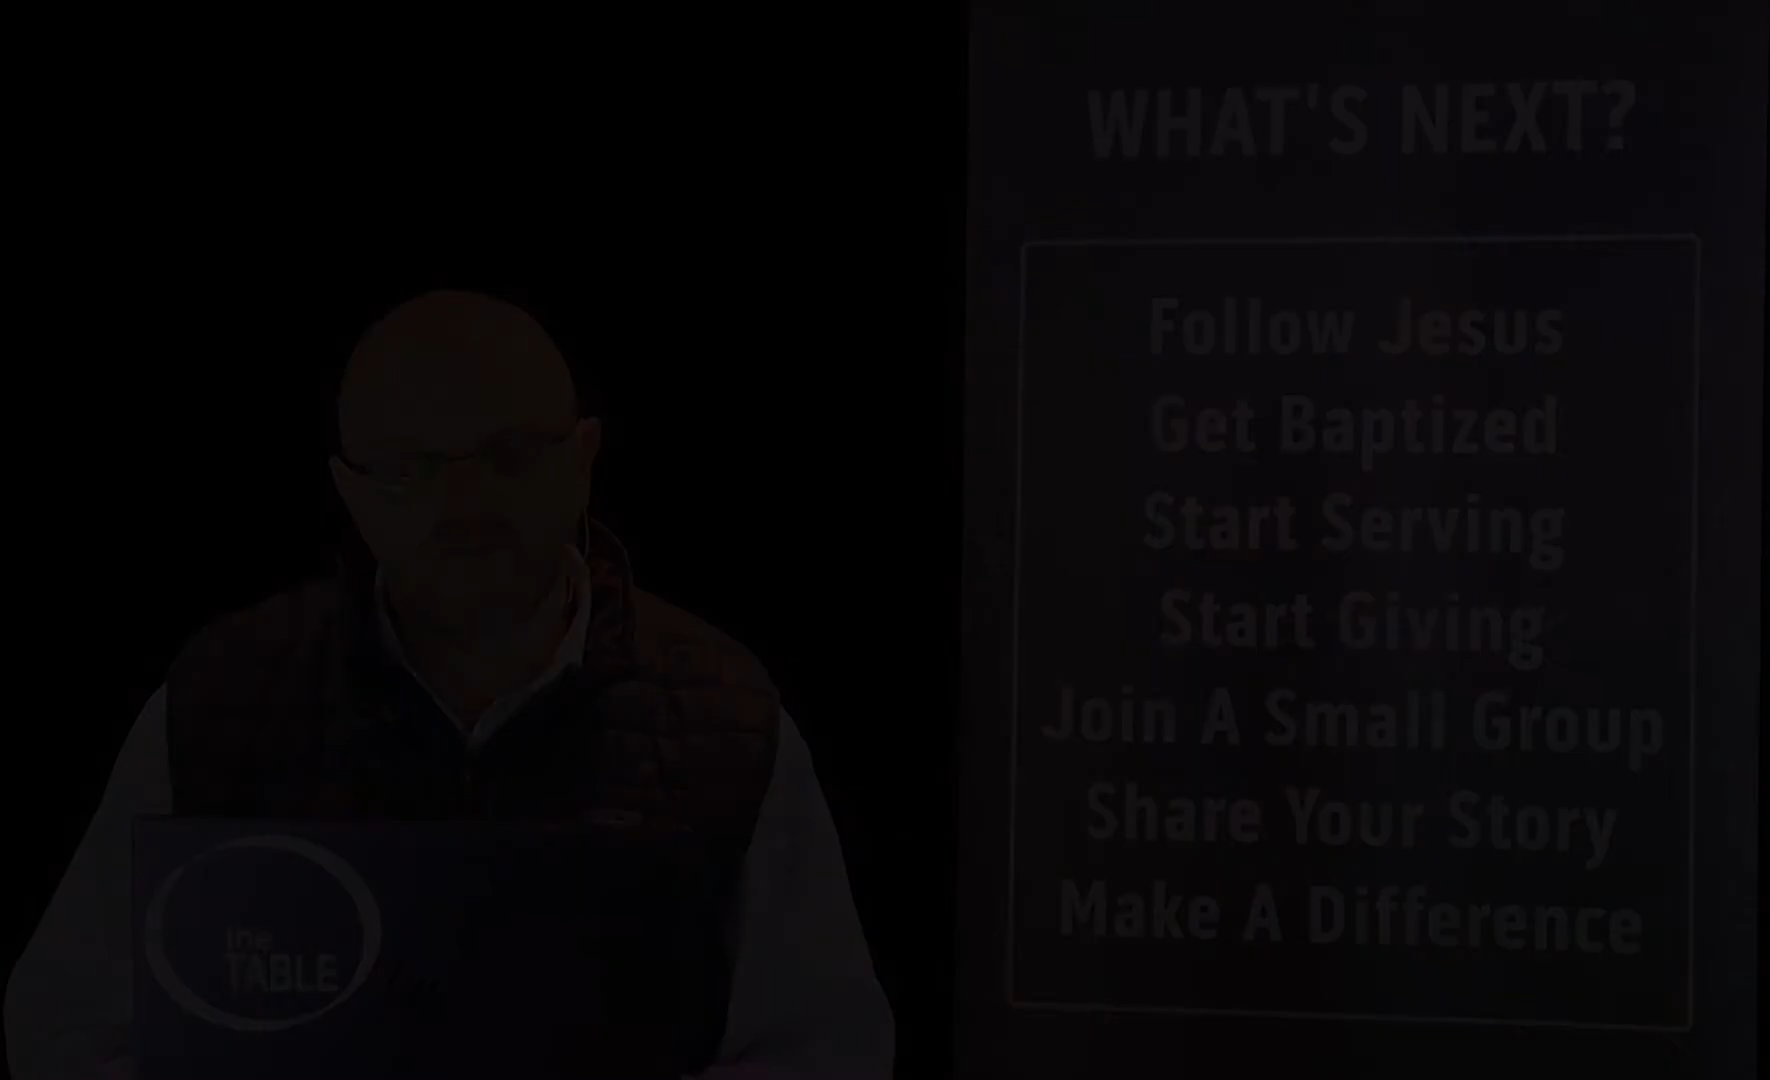 WHAT'S NEXT?
Follow Jesus
Get Baptized
Start Serving
Start Giving
Join A Small Group
Share Your Story
Make A Difference
the
TABLE